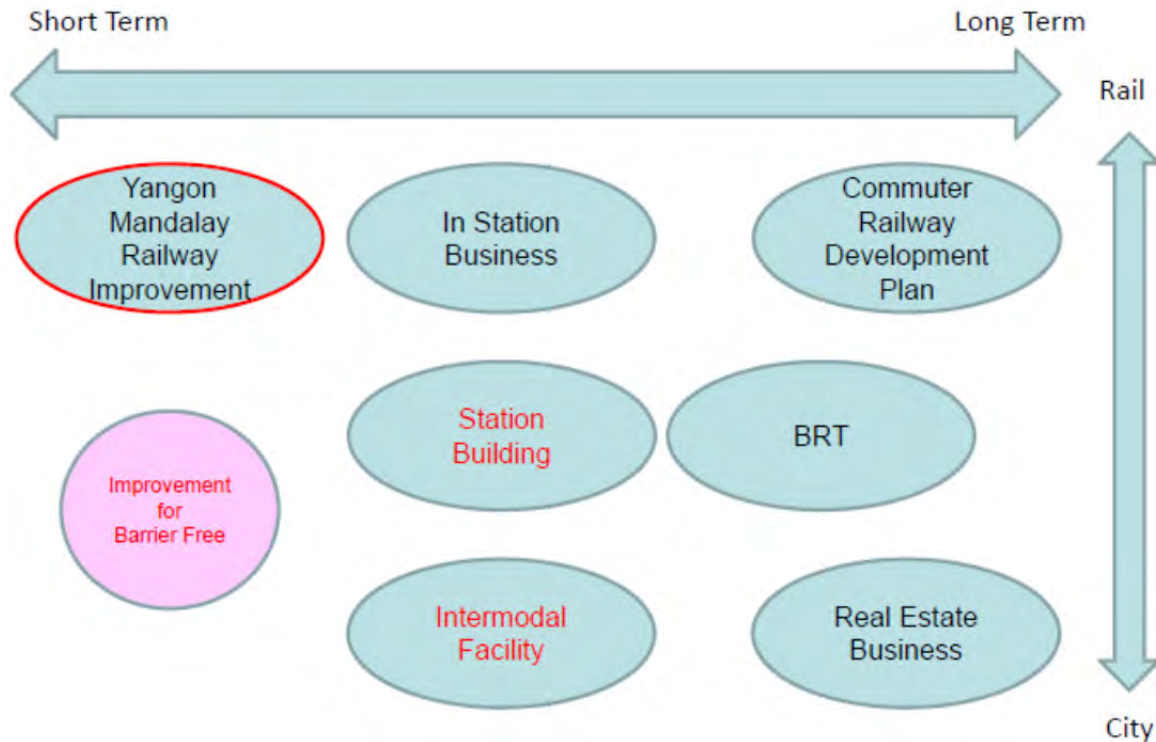 Short Term
Long Term
Rail
Yangon
Mandalay
Railway
Improvement
In Station
Business
Commuter
Railway
Development
Plan
Station
Building
BRT
Improvement
for
Barrier Free
Intermodal
Facility
Real Estate
Business
City